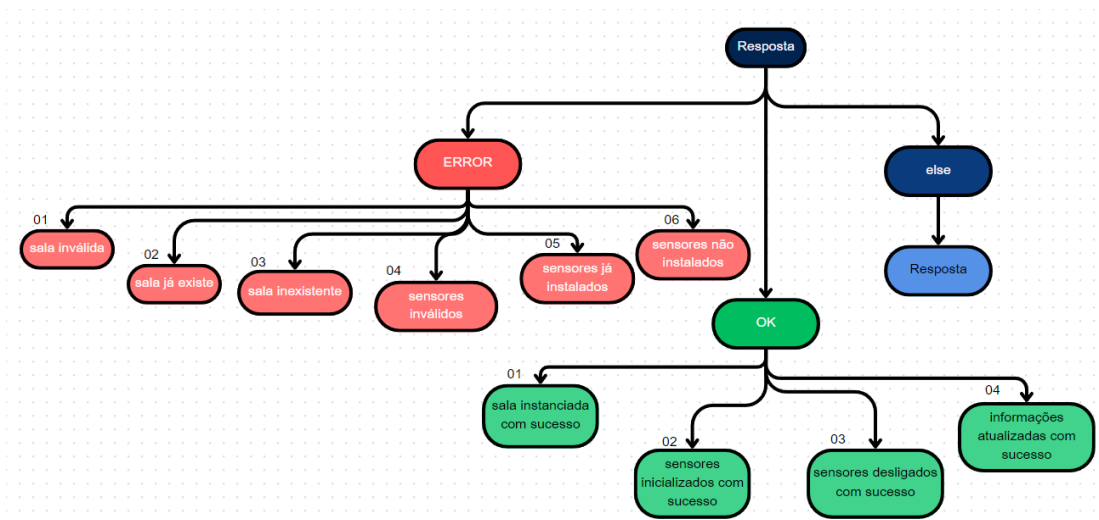 Resposta
ERROR
else
01
sala inválida
02
sala já existe
03
sala inexistente
04
sensores
inválidos
05
sensores já
instalados
06
sensores não
instalados
Resposta
OK
01
sala instanciada
com sucesso
02
sensores
inicializados com
sucesso
03
sensores desligados
com sucesso
04
informações
atualizadas com
sucesso